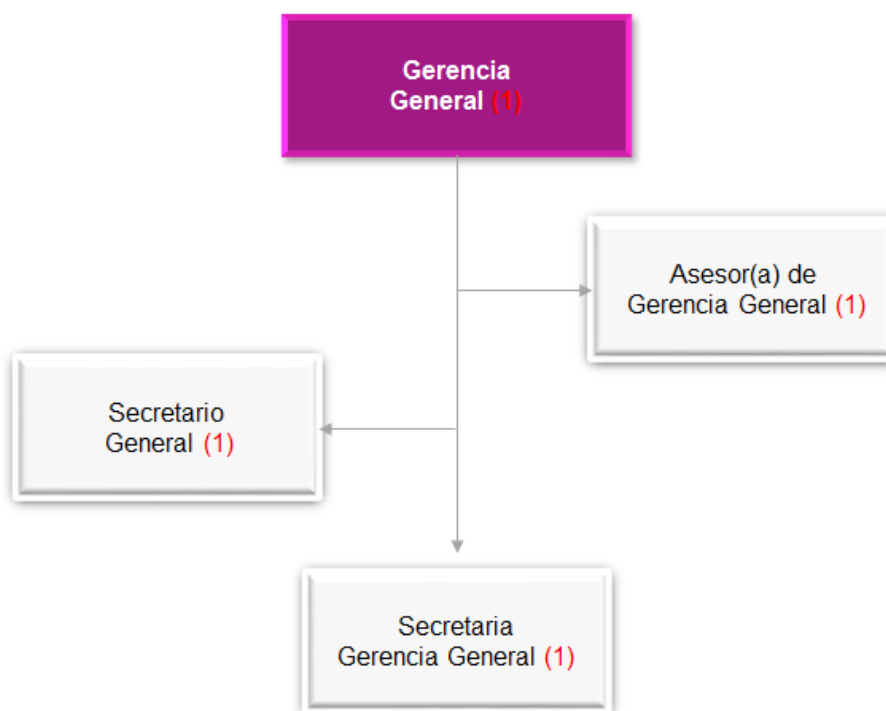 Gerencia
General (1)
Asesor(a) de
Gerencia General (1)
Secretario
General (1)
Secretaria
Gerencia General (1)